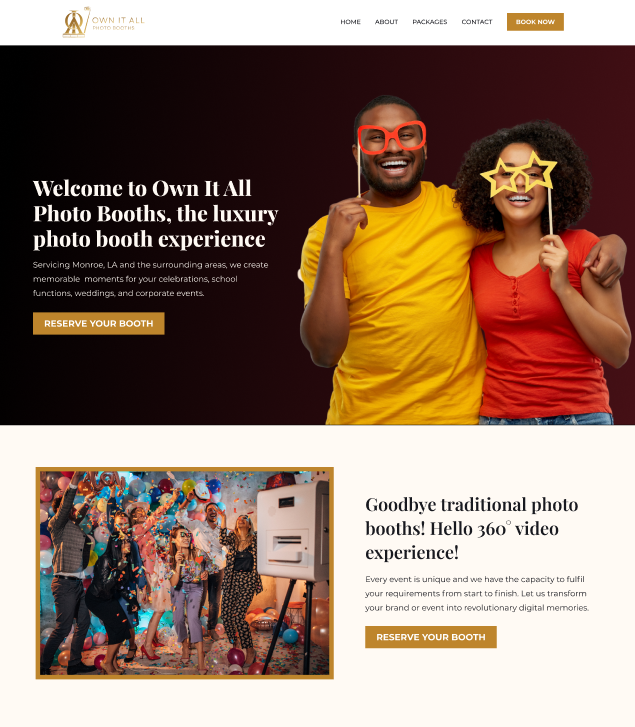 OWN IT ALL
PHOTO BOOTHS
HOME ABOUT PACKAGES CONTACT BOOK NOW
Welcome to Own It All
Photo Booths, the luxury
photo booth experience
Servicing Monroe, LA and the surrounding areas, we create
memorable moments for your celebrations, school
functions, weddings, and corporate events.
RESERVE YOUR BOOTH
Goodbye traditional photo
booths! Hello 360° video
experience!
Every event is unique and we have the capacity to fulfil
your requirements from start to finish. Let us transform
your brand or event into revolutionary digital memories.
RESERVE YOUR BOOTH